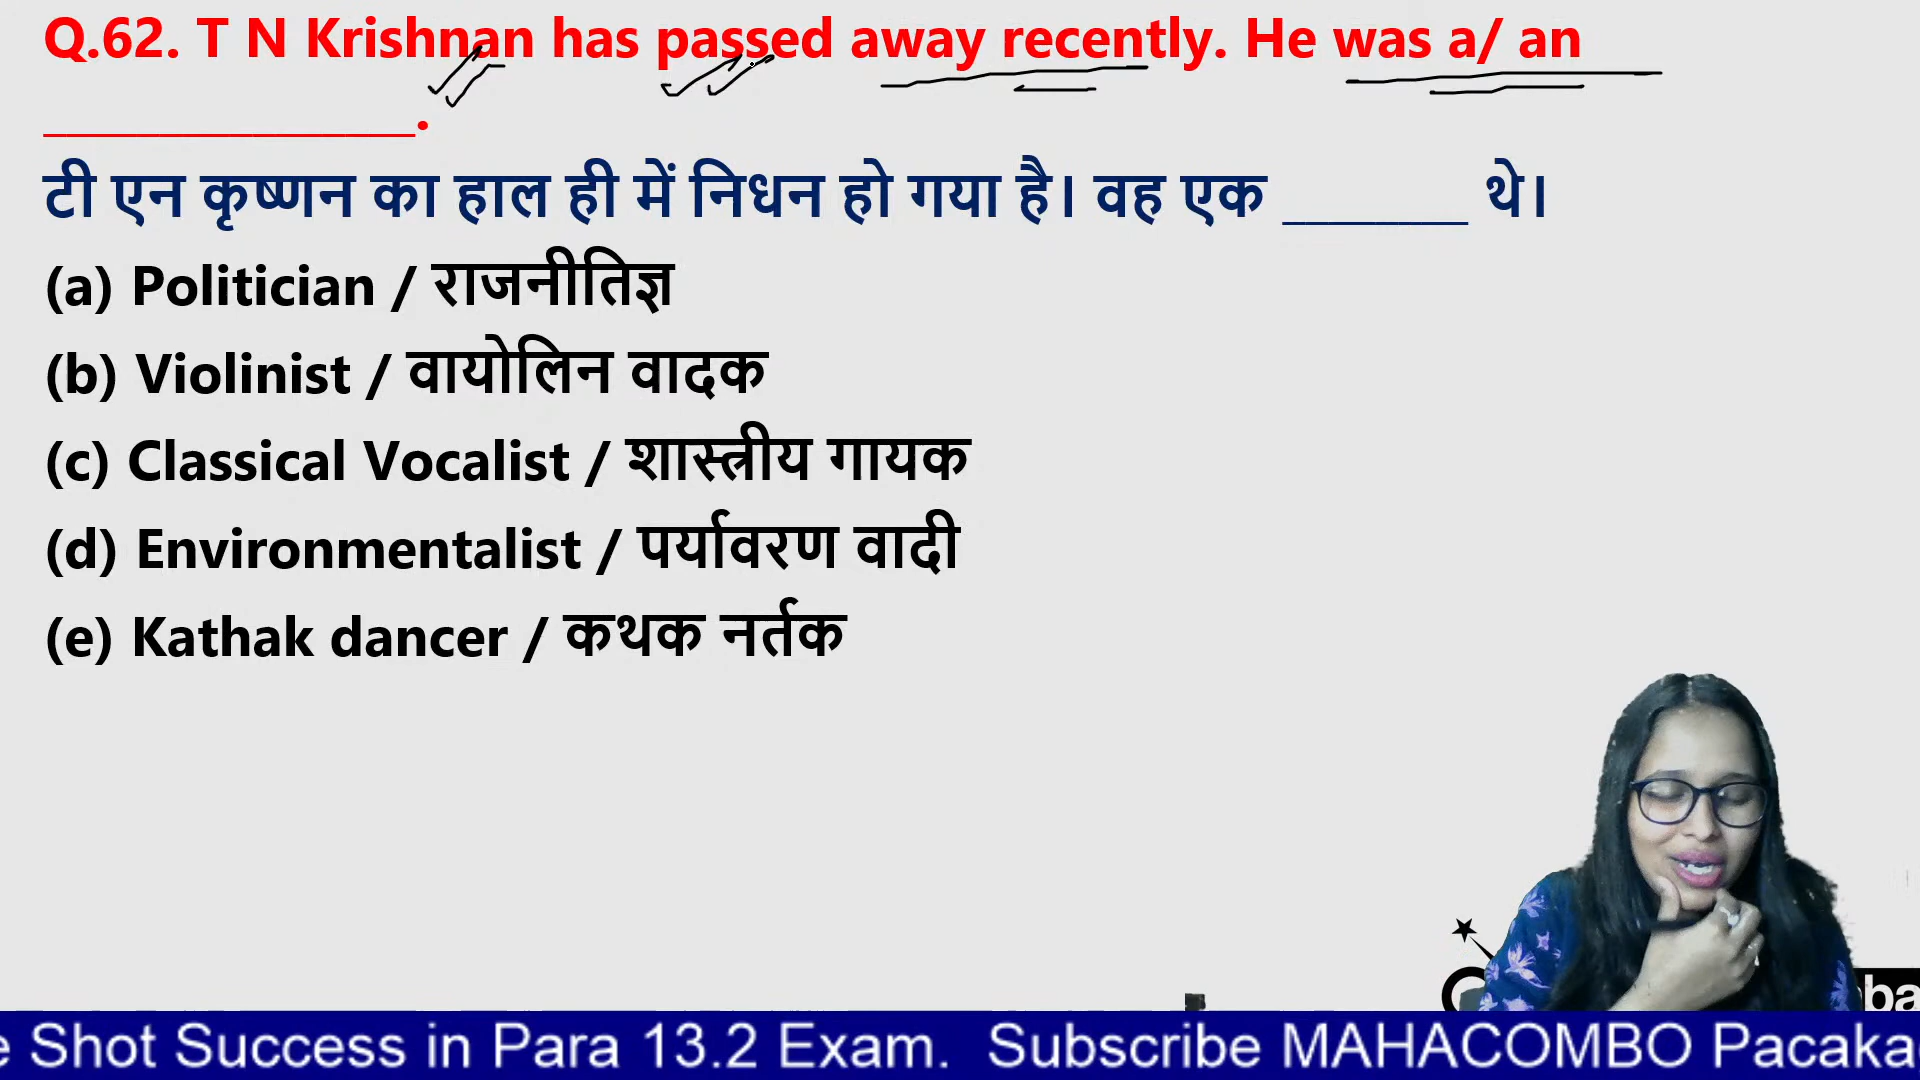 Q.62. T N Krishnan has passed away recently. He was a/ an
________________.
टी एन कृष्णन का हाल ही में निधन हो गया है। वह एक ________ थे।
(a) Politician / राजनीतिज्ञ
(b) Violinist / वायोलिन वादक
(c) Classical Vocalist / शास्त्रीय गायक
(d) Environmentalist / पर्यावरण वादी
(e) Kathak dancer / कथक नर्तक
e Shot Success in Para 13.2 Exam. Subscribe MAHACOMBO Pacaka